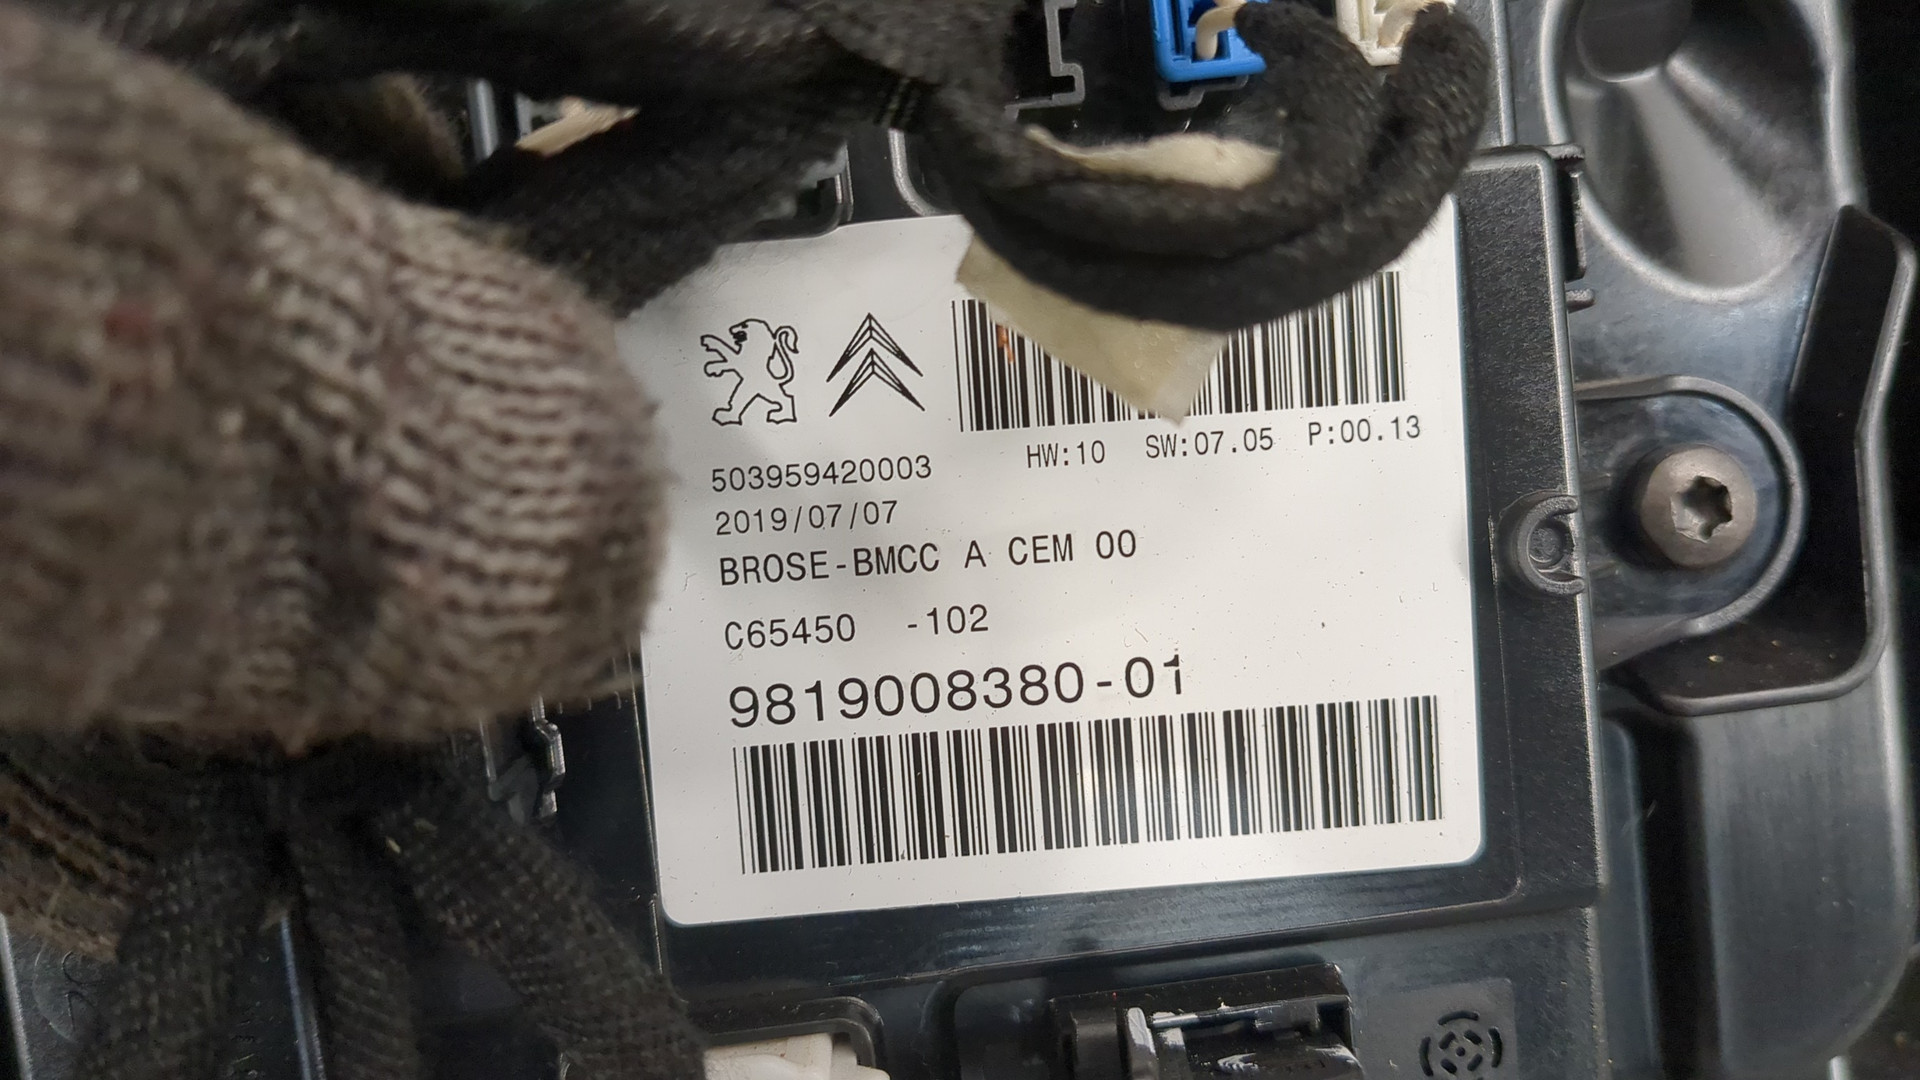 503959420003
HW:10 SW:07.05 P:00.13
2019/07/07
BROSE-BMCC A CEM 00
C65450 -102
9819008380-01